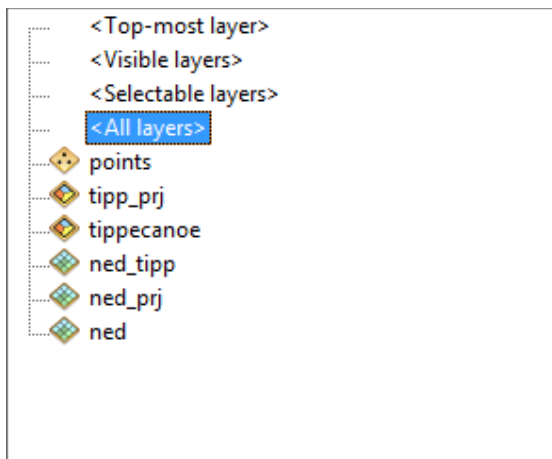 <Top-most layer>
<Visible layers>
<Selectable layers>
<All layers>
points
tipp_prj
tippecanoe
ned_tipp
ned_prj
ned